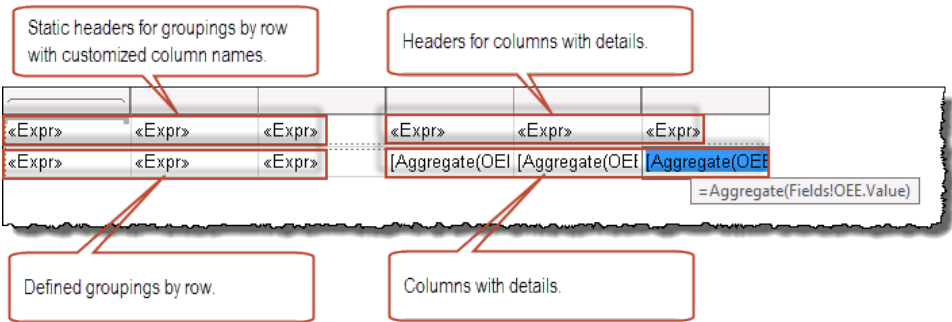 Static headers for groupings by row
with customized column names.
Headers for columns with details.
«Expr» «Expr» «Expr» «Expr» «Expr» «Expr»
«Expr» «Expr» «Expr» [Aggregate(OEI [Aggregate(OEE [Aggregate(OEE
=Aggregate(Fields!OEE.Value)
Defined groupings by row.
Columns with details.